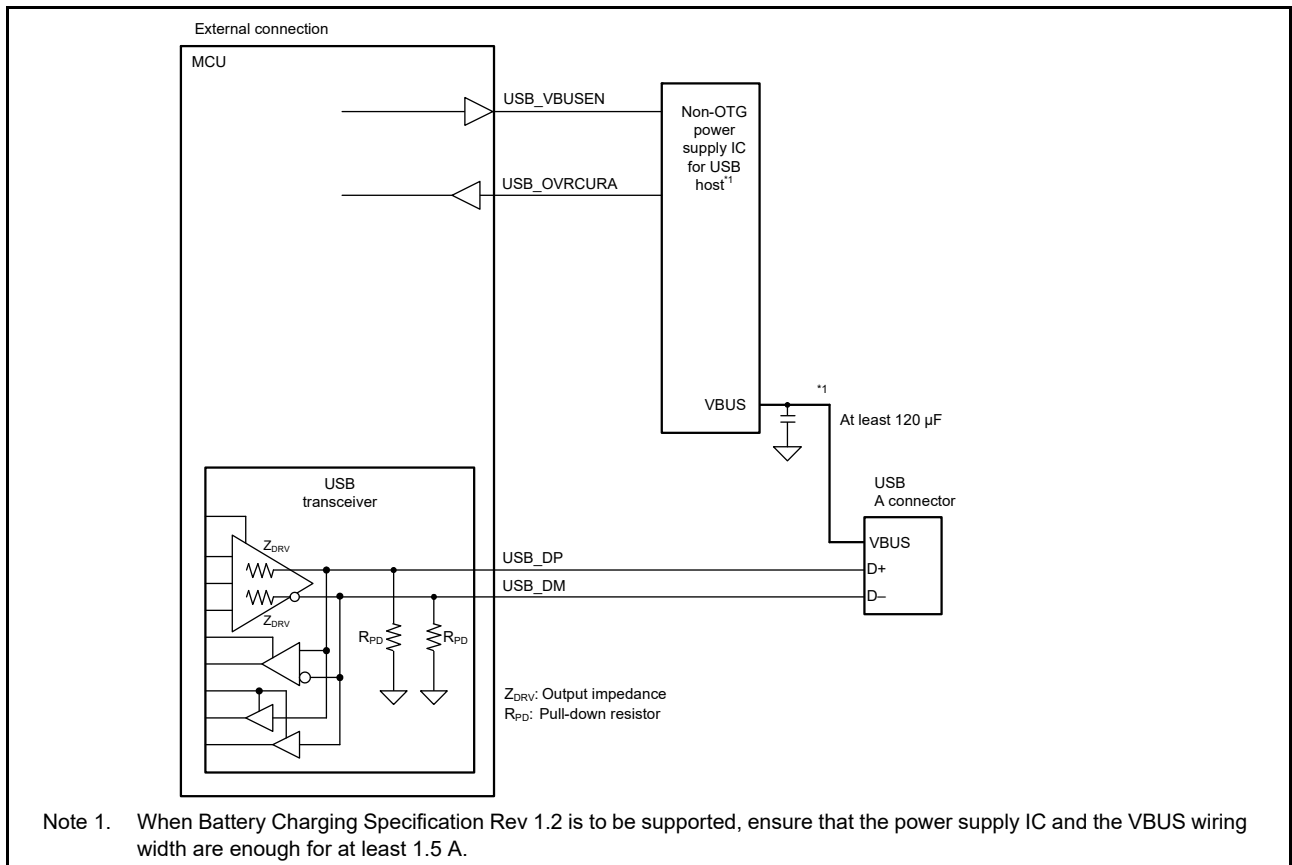 External connection
MCU
USB_VBUSEN
Non-OTG
power
supply IC
for USB
host*1
USB_OVRCURA
VBUS
*1
At least 120 µF
USB
transceiver
USB
A connector
ZDRV
ZDRV
VBUS
USB_DP
D+
USB_DM
D–
RPD
RPD
ZDRV: Output impedance
RPD: Pull-down resistor
Note 1. When Battery Charging Specification Rev 1.2 is to be supported, ensure that the power supply IC and the VBUS wiring
width are enough for at least 1.5 A.